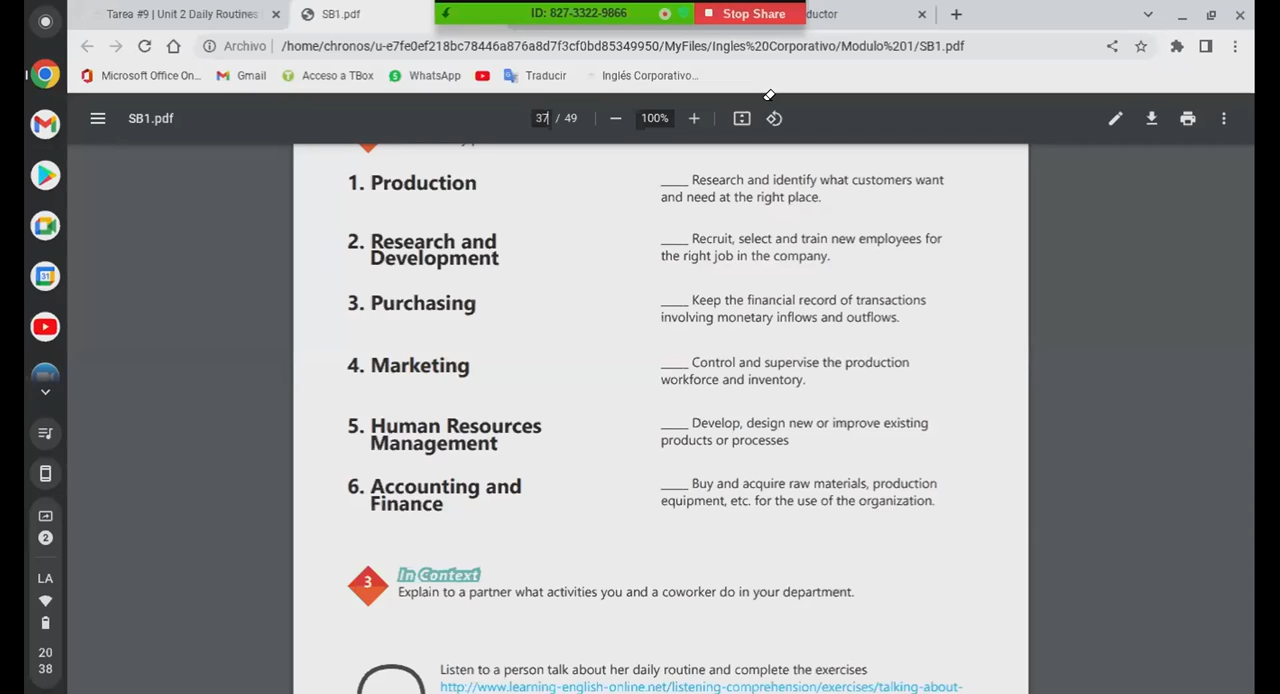 Tarea #9 | Unit 2 Daily Routines
SB1.pdf
ID: 827-3322-9866
Stop Share
ductor
Archivo
/home/chronos/u-e7fe0ef218bc78446a876a8d7f3cf0bd85349950/MyFiles/Ingles%20Corporativo/Modulo%201/SB1.pdf
Microsoft Office On...
Gmail
Acceso a TBox
WhatsApp
Traducir
Inglés Corporativo...
SB1.pdf
37 / 49
100%
1. Production
____ Research and identify what customers want
and need at the right place.
2. Research and
Development
____ Recruit, select and train new employees for
the right job in the company.
3. Purchasing
____ Keep the financial record of transactions
involving monetary inflows and outflows.
4. Marketing
____ Control and supervise the production
workforce and inventory.
5. Human Resources
Management
____ Develop, design new or improve existing
products or processes
6. Accounting and
Finance
____ Buy and acquire raw materials, production
equipment, etc. for the use of the organization.
3
In Context
Explain to a partner what activities you and a coworker do in your department.
Listen to a person talk about her daily routine and complete the exercises
http://www.learning-english-online.net/listening-comprehension/exercises/talking-about-
31
2
LA
20
38